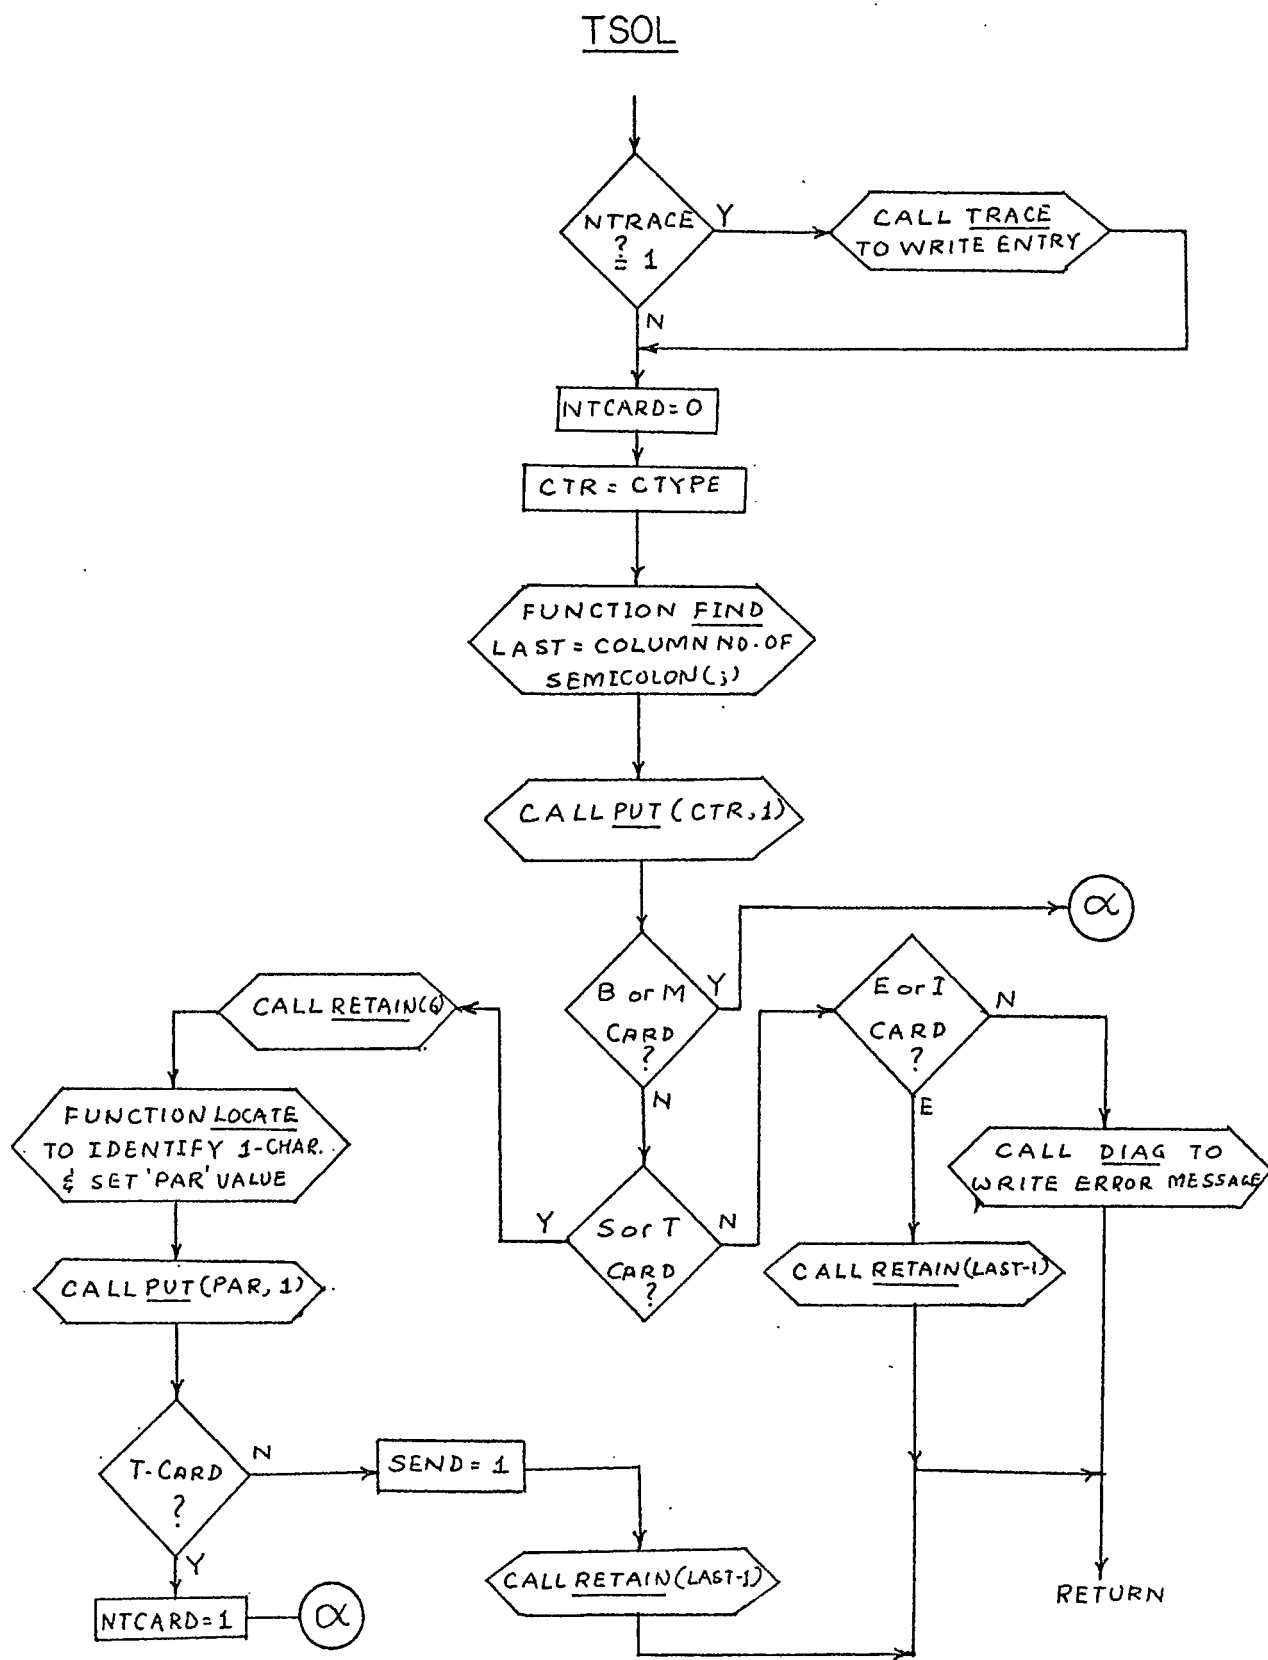 TSOL
NTRACE
?
= 1
Y
N
CALL TRACE
TO WRITE ENTRY
NTCARD=0
CTR = CTYPE
FUNCTION FIND
LAST = COLUMN NO. OF
SEMICOLON(;)
CALL PUT (CTR, 1)
α
B or M
CARD
?
Y
N
E or I
CARD
?
N
E
CALL RETAIN(6)
FUNCTION LOCATE
TO IDENTIFY 1-CHAR.
& SET 'PAR' VALUE
CALL DIAG TO
WRITE ERROR MESSAGE
S or T
CARD
?
Y
N
CALL PUT (PAR, 1)
CALL RETAIN (LAST-1)
T-CARD
?
N
Y
SEND = 1
CALL RETAIN (LAST-1)
RETURN
NTCARD=1
α